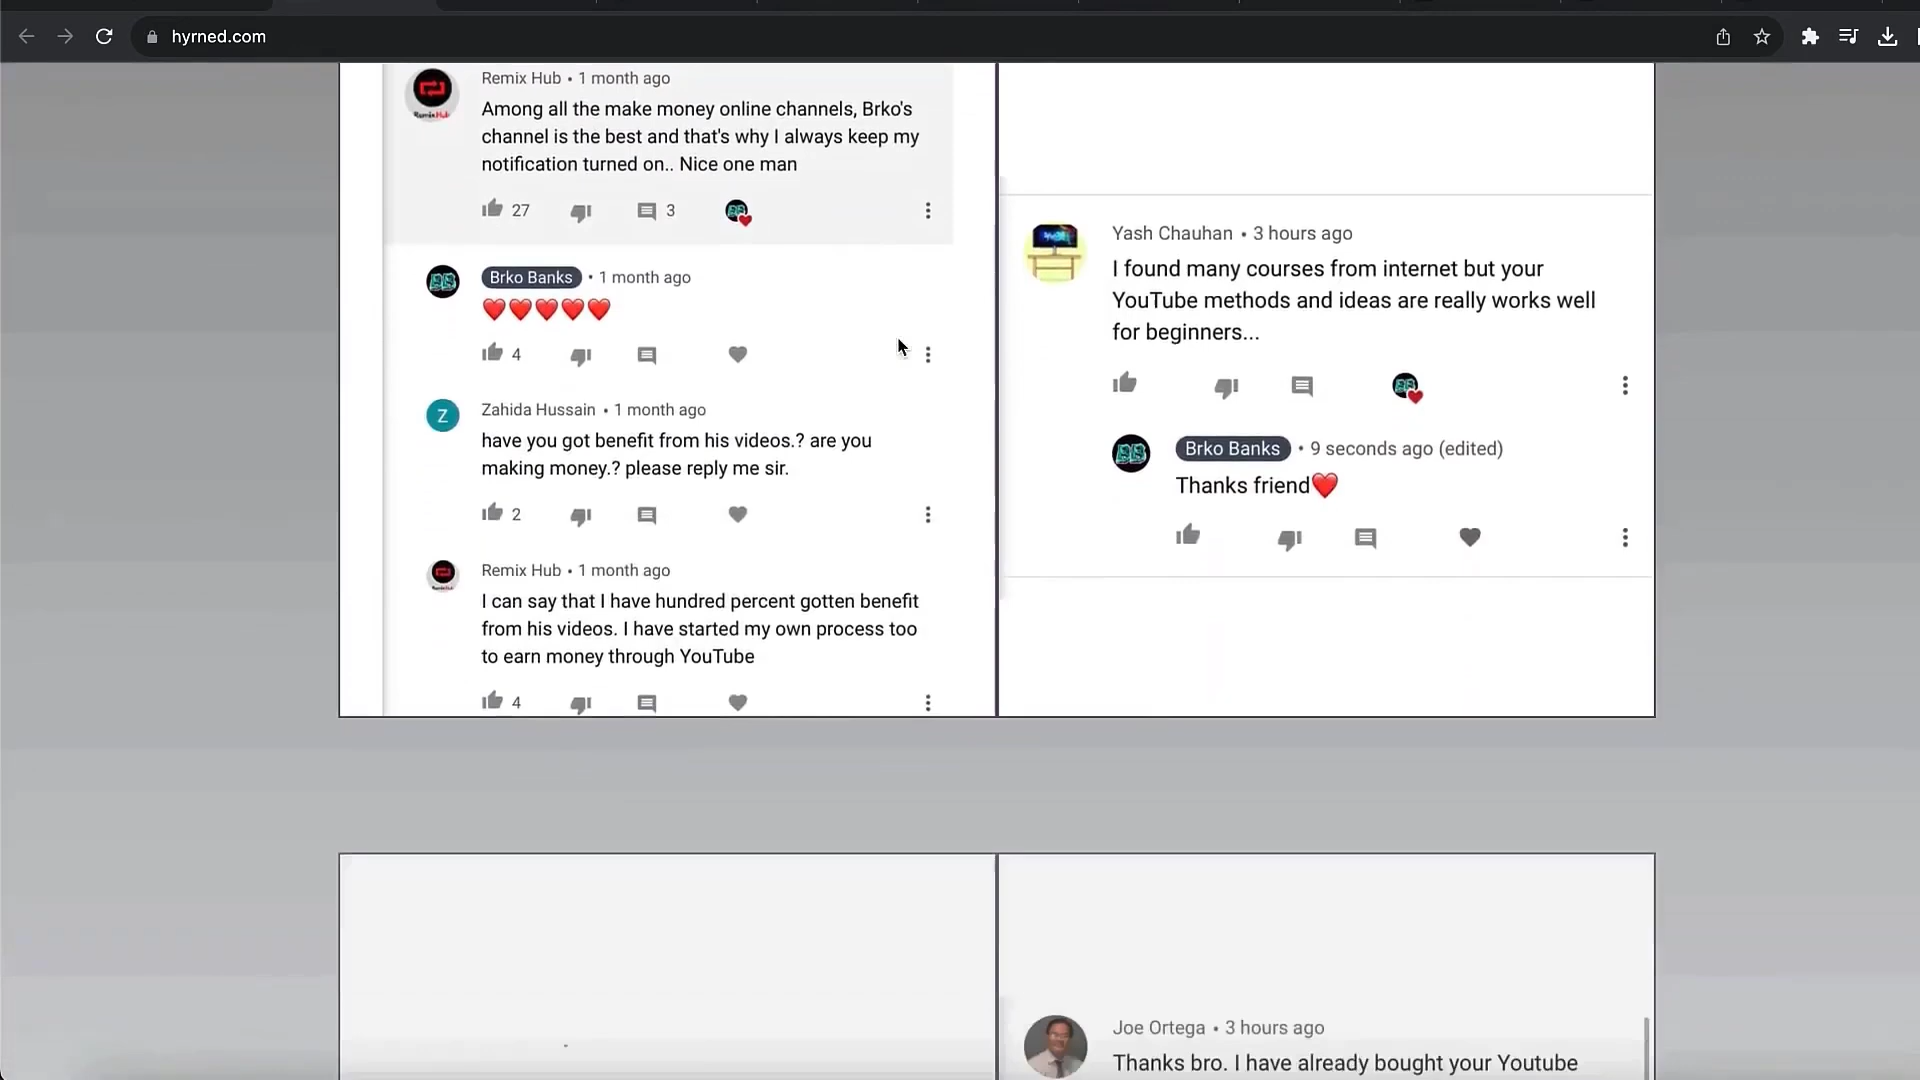 hyrned.com
Remix Hub • 1 month ago
Among all the make money online channels, Brko's
channel is the best and that's why I always keep my
notification turned on.. Nice one man
27
3
Brko Banks • 1 month ago
❤️❤️❤️❤️❤️
4
Z
Zahida Hussain • 1 month ago
have you got benefit from his videos.? are you
making money.? please reply me sir.
2
Remix Hub • 1 month ago
I can say that I have hundred percent gotten benefit
from his videos. I have started my own process too
to earn money through YouTube
4
Yash Chauhan • 3 hours ago
I found many courses from internet but your
YouTube methods and ideas are really works well
for beginners...
Brko Banks • 9 seconds ago (edited)
Thanks friend❤️
Joe Ortega • 3 hours ago
Thanks bro. I have already bought your Youtube